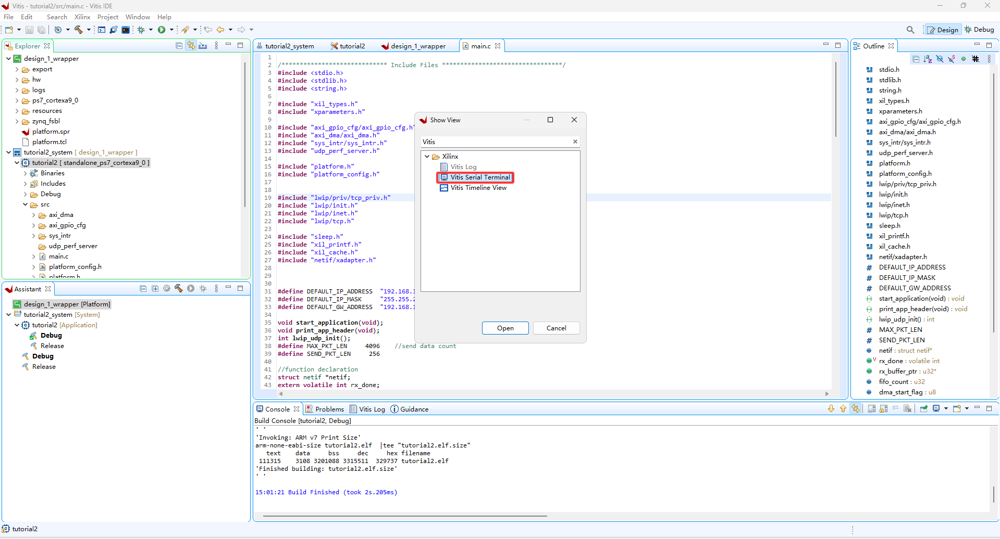 Vitis - tutorial2/src/main.c - Vitis IDE
File Edit Search Xilinx Project Window Help
Design Debug
Explorer
design_1_wrapper
export
hw
logs
ps7_cortexa9_0
resources
zynq_fsbl
platform.spr
platform.tcl
tutorial2_system [ design_1_wrapper ]
tutorial2 [ standalone_ps7_cortexa9_0 ]
Binaries
Includes
Debug
src
axi_dma
axi_gpio_cfg
sys_intr
udp_perf_server
main.c
platform_config.h
platform.h
Assistant
design_1_wrapper [Platform]
tutorial2_system [System]
tutorial2 [Application]
Debug
Release
Debug
Release
tutorial2_system tutorial2 design_1_wrapper main.c
1
2 /***************************** Include Files *********************************/
3 #include <stdio.h>
4 #include <stdlib.h>
5 #include <string.h>
6
7 #include "xil_types.h"
8 #include "xparameters.h"
9
10 #include "axi_gpio_cfg/axi_gpio_cfg.h"
11 #include "axi_dma/axi_dma.h"
12 #include "sys_intr/sys_intr.h"
13 #include "udp_perf_server.h"
14
15 #include "platform.h"
16 #include "platform_config.h"
17
18
19 #include "lwip/priv/tcp_priv.h"
20 #include "lwip/init.h"
21 #include "lwip/inet.h"
22 #include "lwip/tcp.h"
23
24 #include "sleep.h"
25 #include "xil_printf.h"
26 #include "xil_cache.h"
27 #include "netif/xadapter.h"
28
29
30
31 #define DEFAULT_IP_ADDRESS "192.168.1
32 #define DEFAULT_IP_MASK "255.255.2
33 #define DEFAULT_GW_ADDRESS "192.168.1
34
35 void start_application(void);
36 void print_app_header(void);
37 int lwip_udp_init();
38 #define MAX_PKT_LEN 4096 //send data count
39 #define SEND_PKT_LEN 256
40
41 //function declaration
42 struct netif *netif;
43 extern volatile int rx_done;
Show View
Vitis
Xilinx
Vitis Log
Vitis Serial Terminal
Vitis Timeline View
Open Cancel
Outline
stdio.h
stdlib.h
string.h
xil_types.h
xparameters.h
axi_gpio_cfg/axi_gpio_cfg.h
axi_dma/axi_dma.h
sys_intr/sys_intr.h
udp_perf_server.h
platform.h
platform_config.h
lwip/priv/tcp_priv.h
lwip/init.h
lwip/inet.h
lwip/tcp.h
sleep.h
xil_printf.h
xil_cache.h
netif/xadapter.h
DEFAULT_IP_ADDRESS
DEFAULT_IP_MASK
DEFAULT_GW_ADDRESS
start_application(void) : void
print_app_header(void) : void
lwip_udp_init() : int
MAX_PKT_LEN
SEND_PKT_LEN
netif : struct netif*
rx_done : volatile int
rx_buffer_ptr : u32*
fifo_count : u32
dma_start_flag : u8
Console Problems Vitis Log Guidance
Build Console [tutorial2, Debug]
' '
'Invoking: ARM v7 Print Size'
arm-none-eabi-size tutorial2.elf |tee "tutorial2.elf.size"
text data bss dec hex filename
111315 3108 3201088 3315511 329737 tutorial2.elf
'Finished building: tutorial2.elf.size'
' '
15:01:21 Build Finished (took 2s.205ms)
tutorial2